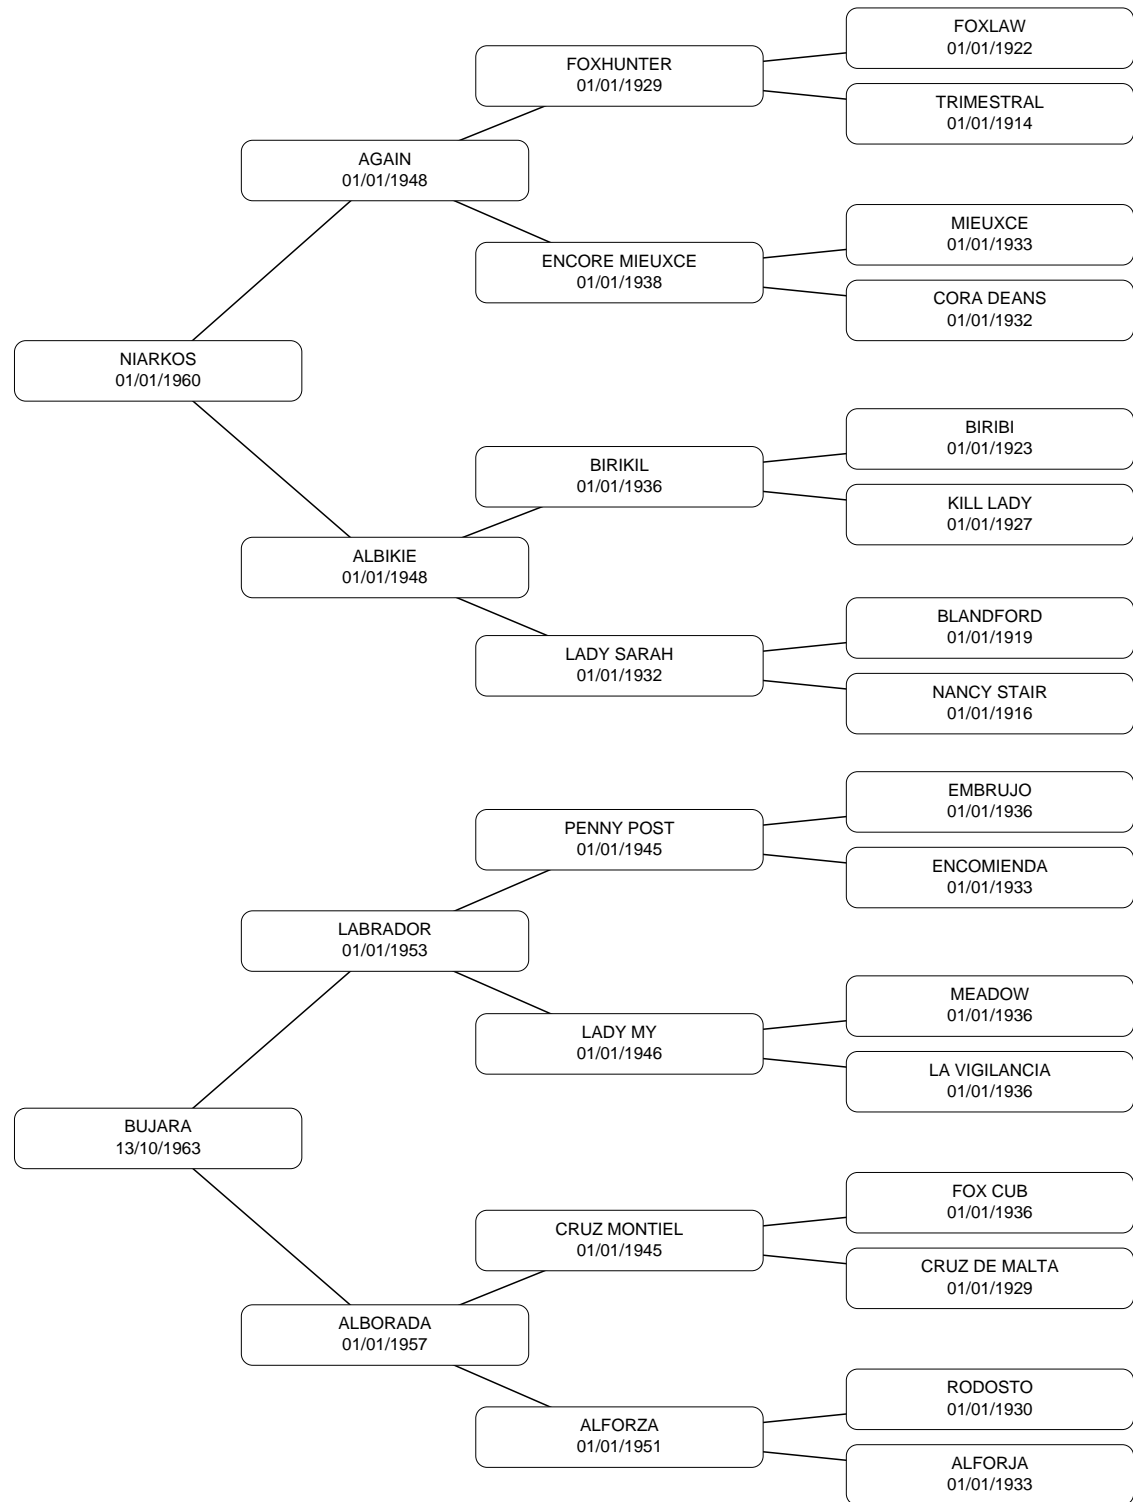 FOXLAW
01/01/1922
FOXHUNTER
01/01/1929
TRIMESTRAL
01/01/1914
AGAIN
01/01/1948
MIEUXCE
01/01/1933
ENCORE MIEUXCE
01/01/1938
CORA DEANS
01/01/1932
NIARKOS
01/01/1960
BIRIBI
01/01/1923
BIRIKIL
01/01/1936
KILL LADY
01/01/1927
ALBIKIE
01/01/1948
BLANDFORD
01/01/1919
LADY SARAH
01/01/1932
NANCY STAIR
01/01/1916
EMBRUJO
01/01/1936
PENNY POST
01/01/1945
ENCOMIENDA
01/01/1933
LABRADOR
01/01/1953
MEADOW
01/01/1936
LADY MY
01/01/1946
LA VIGILANCIA
01/01/1936
BUJARA
13/10/1963
FOX CUB
01/01/1936
CRUZ MONTIEL
01/01/1945
CRUZ DE MALTA
01/01/1929
ALBORADA
01/01/1957
RODOSTO
01/01/1930
ALFORZA
01/01/1951
ALFORJA
01/01/1933